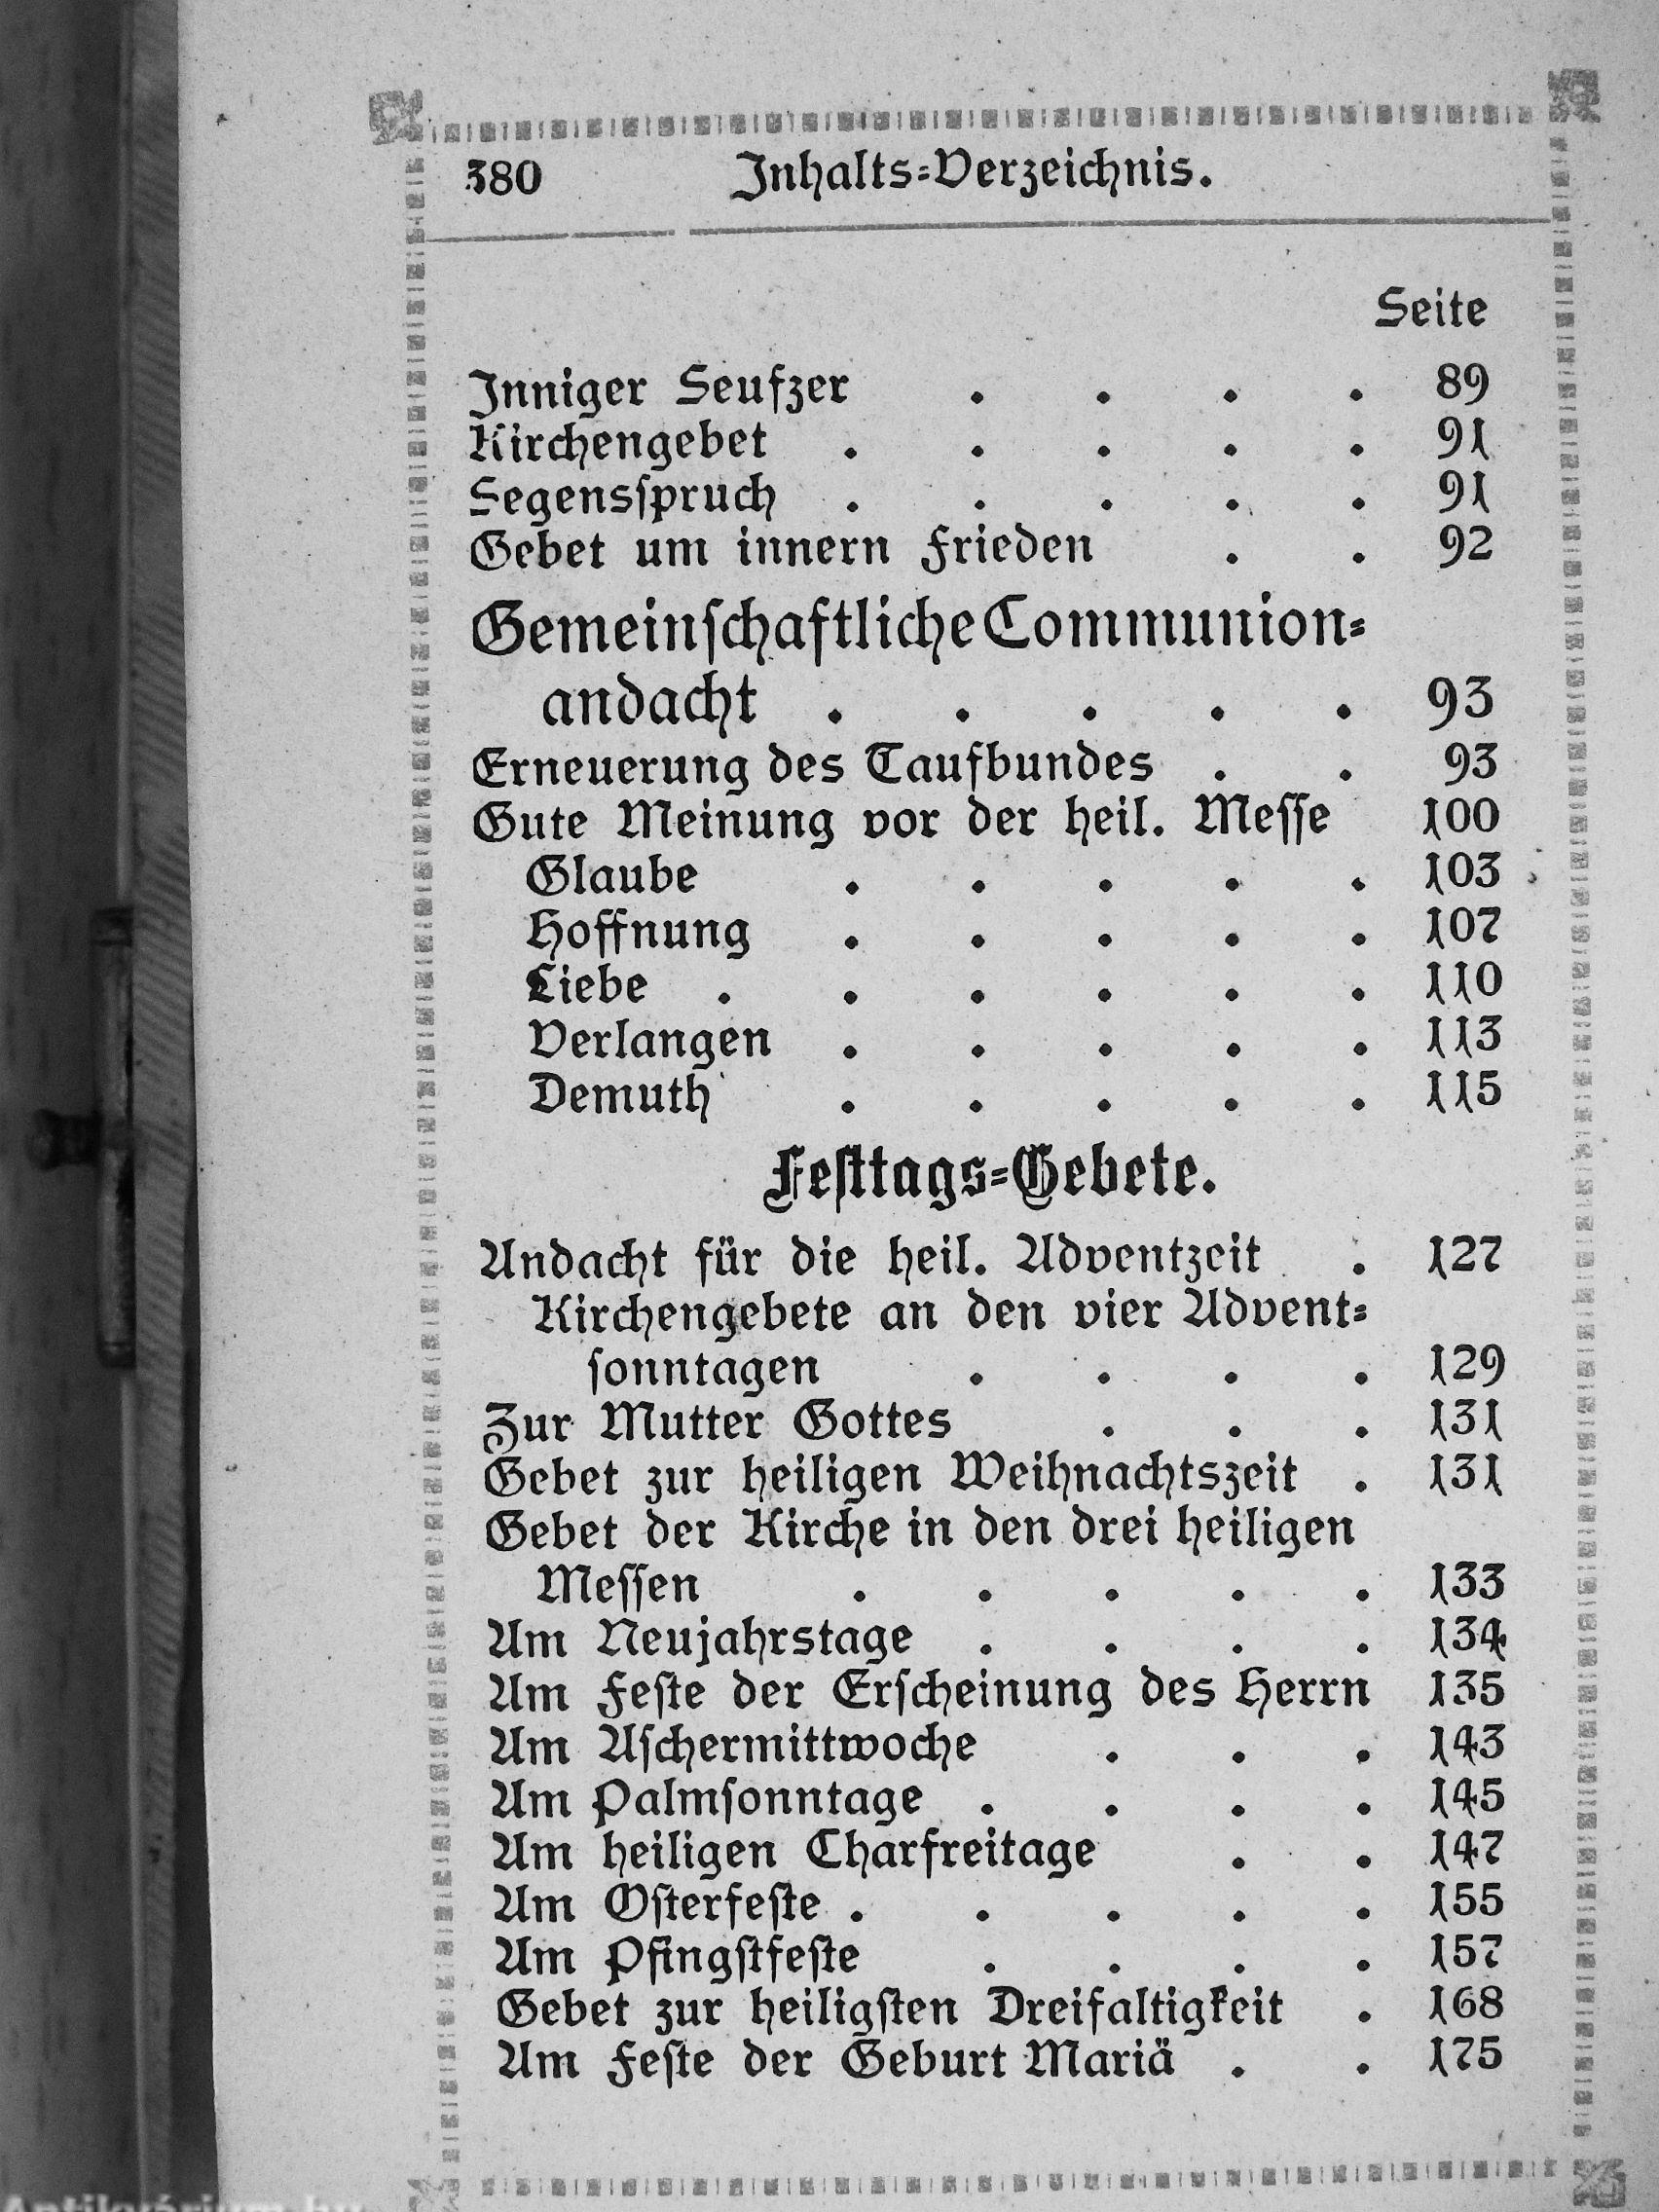 380 Inhalts-Verzeichnis.
Seite
Inniger Seufzer . . . . 89
Kirchengebet . . . . . 91
Segensſpruch . . . . . 91
Gebet um innern Frieden . . 92
Gemeinſchaftliche Communion-
andacht . . . . . 93
Erneuerung des Taufbundes . . 93
Gute Meinung vor der heil. Meſſe 100
Glaube . . . . . 103
Hoffnung . . . . . 107
Liebe . . . . . . 110
Verlangen . . . . . 113
Demuth . . . . . 115
Feſttags-Gebete.
Andacht für die heil. Adventzeit . 127
Kirchengebete an den vier Advent-
ſonntagen . . . . 129
Zur Mutter Gottes . . . 131
Gebet zur heiligen Weihnachtszeit . 131
Gebet der Kirche in den drei heiligen
Meſſen . . . . . 133
Am Neujahrstage . . . . 134
Am Feſte der Erſcheinung des Herrn 135
Am Aſchermittwoche . . . 143
Am Palmſonntage . . . . 145
Am heiligen Charfreitage . . 147
Am Oſterfeſte . . . . . 155
Am Pfingſtfeſte . . . . 157
Gebet zur heiligſten Dreifaltigkeit . 168
Am Feſte der Geburt Mariä . . 175
Antikvárium.hu